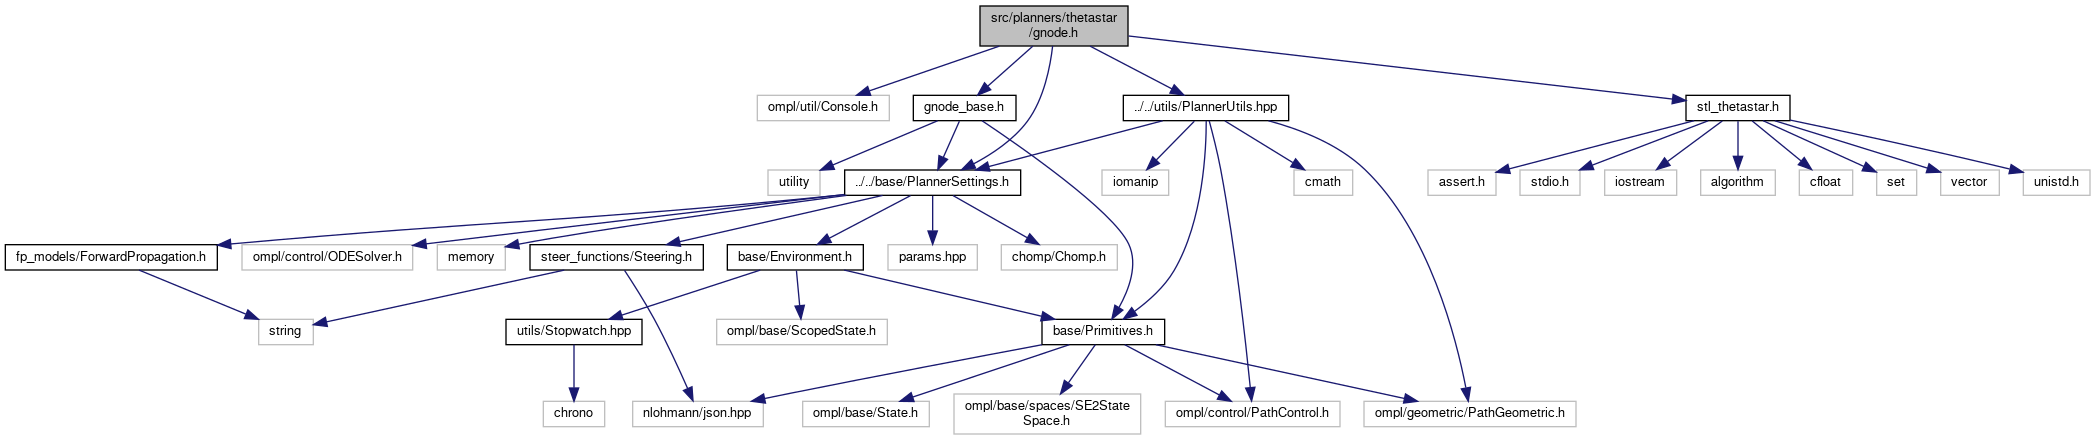 src/planners/thetastar
/gnode.h
ompl/util/Console.h
gnode_base.h
../../utils/PlannerUtils.hpp
stl_thetastar.h
utility
../../base/PlannerSettings.h
iomanip
cmath
assert.h
stdio.h
iostream
algorithm
cfloat
set
vector
unistd.h
fp_models/ForwardPropagation.h
ompl/control/ODESolver.h
memory
steer_functions/Steering.h
base/Environment.h
params.hpp
chomp/Chomp.h
string
utils/Stopwatch.hpp
ompl/base/ScopedState.h
base/Primitives.h
chrono
nlohmann/json.hpp
ompl/base/State.h
ompl/base/spaces/SE2State
Space.h
ompl/control/PathControl.h
ompl/geometric/PathGeometric.h